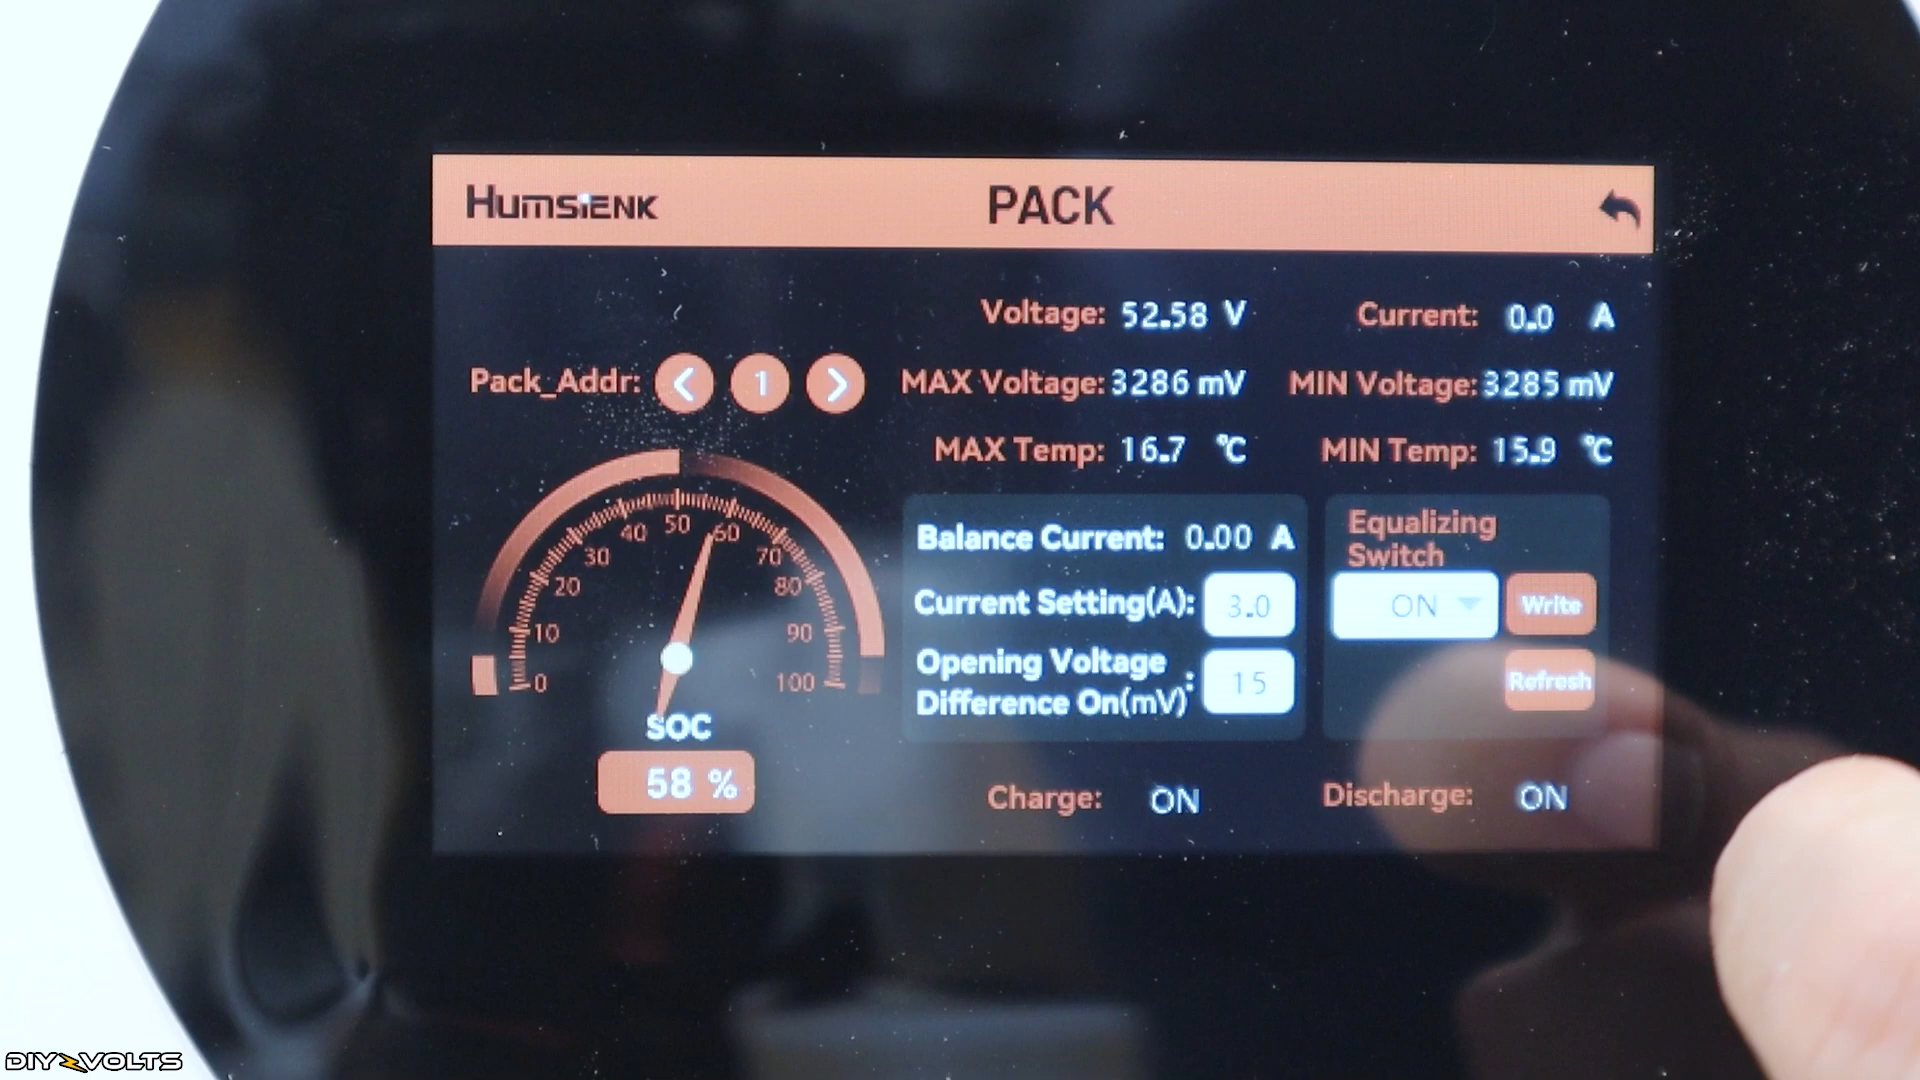 HUMSiENK PACK
Voltage: 52.58 V Current: 0.0 A
Pack_Addr: 1 MAX Voltage: 3286 mV MIN Voltage: 3285 mV
MAX Temp: 16.7 ℃ MIN Temp: 15.9 ℃
0 10 20 30 40 50 60 70 80 90 100
SOC
58 %
Balance Current: 0.00 A
Current Setting(A): 3.0
Opening Voltage
Difference On(mV) : 15
Equalizing
Switch
ON Write
Refresh
Charge: ON Discharge: ON
DIY VOLTS